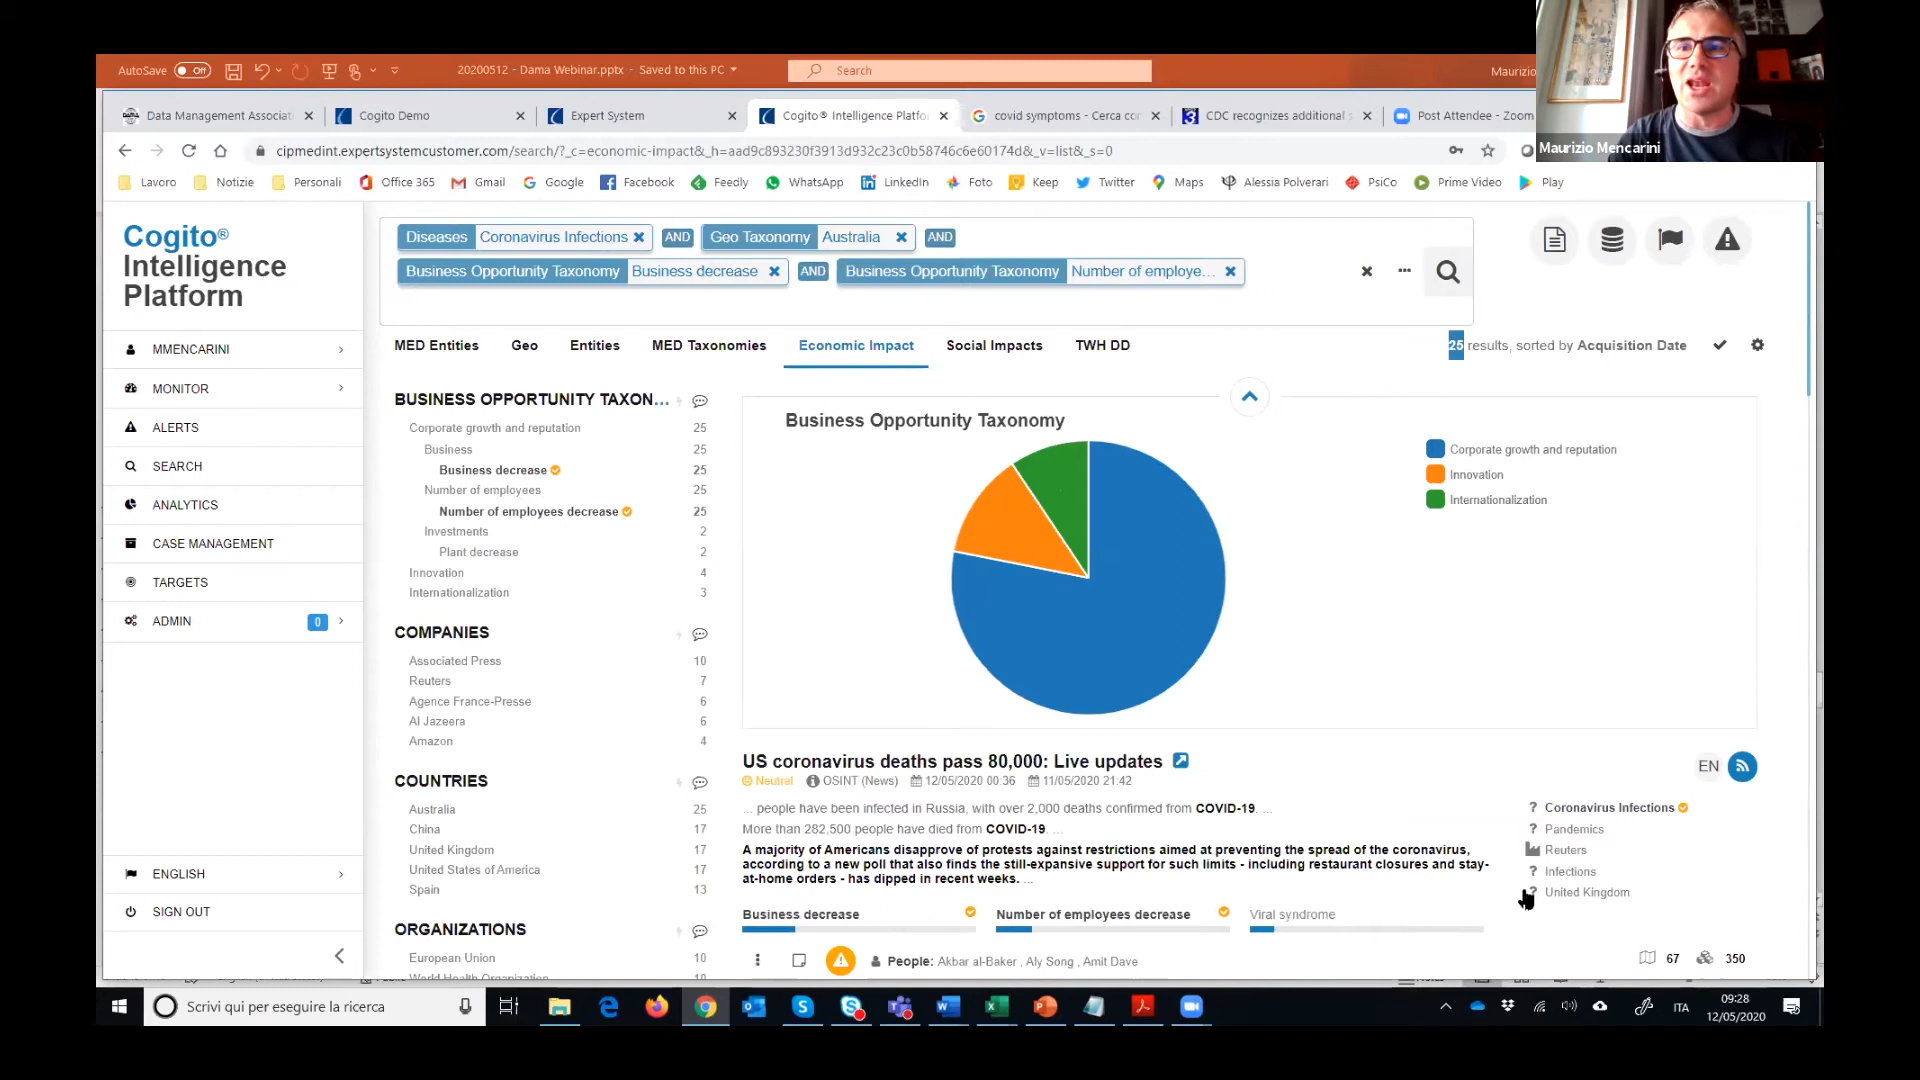 AutoSave Off 20200512 - Dama Webinar.pptx - Saved to this PC Search Maurizio
Maurizio Mencarini
Data Management Associat Cogito Demo Expert System Cogito® Intelligence Platfo covid symptoms - Cerca co CDC recognizes additional s Post Attendee - Zoom
cipmedint.expertsystemcustomer.com/search/?_c=economic-impact&_h=aad9c893230f3913d932c23c0b58746c6e60174d&_v=list&_s=0
Lavoro Notizie Personali Office 365 Gmail Google Facebook Feedly WhatsApp LinkedIn Foto Keep Twitter Maps Alessia Polverari PsiCo Prime Video Play
Cogito®
Intelligence
Platform
MMENCARINI
MONITOR
ALERTS
SEARCH
ANALYTICS
CASE MANAGEMENT
TARGETS
ADMIN 0
ENGLISH
SIGN OUT
Diseases Coronavirus Infections AND Geo Taxonomy Australia AND
Business Opportunity Taxonomy Business decrease AND Business Opportunity Taxonomy Number of employe...
MED Entities Geo Entities MED Taxonomies Economic Impact Social Impacts TWH DD
25 results, sorted by Acquisition Date
BUSINESS OPPORTUNITY TAXON...
Corporate growth and reputation 25
Business 25
Business decrease 25
Number of employees 25
Number of employees decrease 25
Investments 2
Plant decrease 2
Innovation 4
Internationalization 3
COMPANIES
Associated Press 10
Reuters 7
Agence France-Presse 6
Al Jazeera 6
Amazon 4
COUNTRIES
Australia 25
China 17
United Kingdom 17
United States of America 17
Spain 13
ORGANIZATIONS
European Union 10
World Health Organization 10
Business Opportunity Taxonomy
Corporate growth and reputation
Innovation
Internationalization
US coronavirus deaths pass 80,000: Live updates
EN
Neutral OSINT (News) 12/05/2020 00:36 11/05/2020 21:42
... people have been infected in Russia, with over 2,000 deaths confirmed from COVID-19. ...
More than 282,500 people have died from COVID-19. ...
A majority of Americans disapprove of protests against restrictions aimed at preventing the spread of the coronavirus,
according to a new poll that also finds the still-expansive support for such limits - including restaurant closures and stay-
at-home orders - has dipped in recent weeks. ...
? Coronavirus Infections
? Pandemics
Reuters
? Infections
? United Kingdom
Business decrease Number of employees decrease Viral syndrome
People: Akbar al-Baker , Aly Song , Amit Dave
67 350
Scrivi qui per eseguire la ricerca
ITA
09:28
12/05/2020